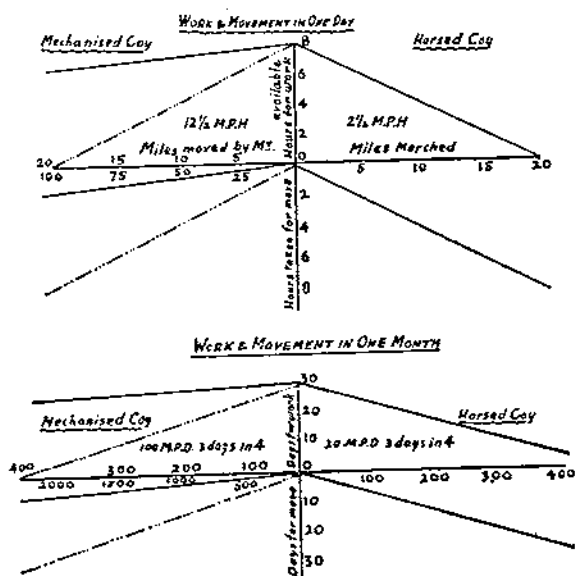 WORK & MOVEMENT IN ONE DAY
Mechanised Coy
Horsed Coy
8
6
4
2
0
Hours for work
available
12½ M.P.H
2½ M.P.H
Miles moved by M.T.
Miles Marched
20 15 10 5
100 75 50 25
5 10 15 20
Hours taken for move
2
4
6
8
WORK & MOVEMENT IN ONE MONTH
Mechanised Coy
Horsed Coy
30
20
10
0
Days for work
100 M.P.D. 3 days in 4
20 M.P.D 3 days in 4
400 300 200 100
2000 1500 1000 500
100 200 300 400
Days for move
10
20
30